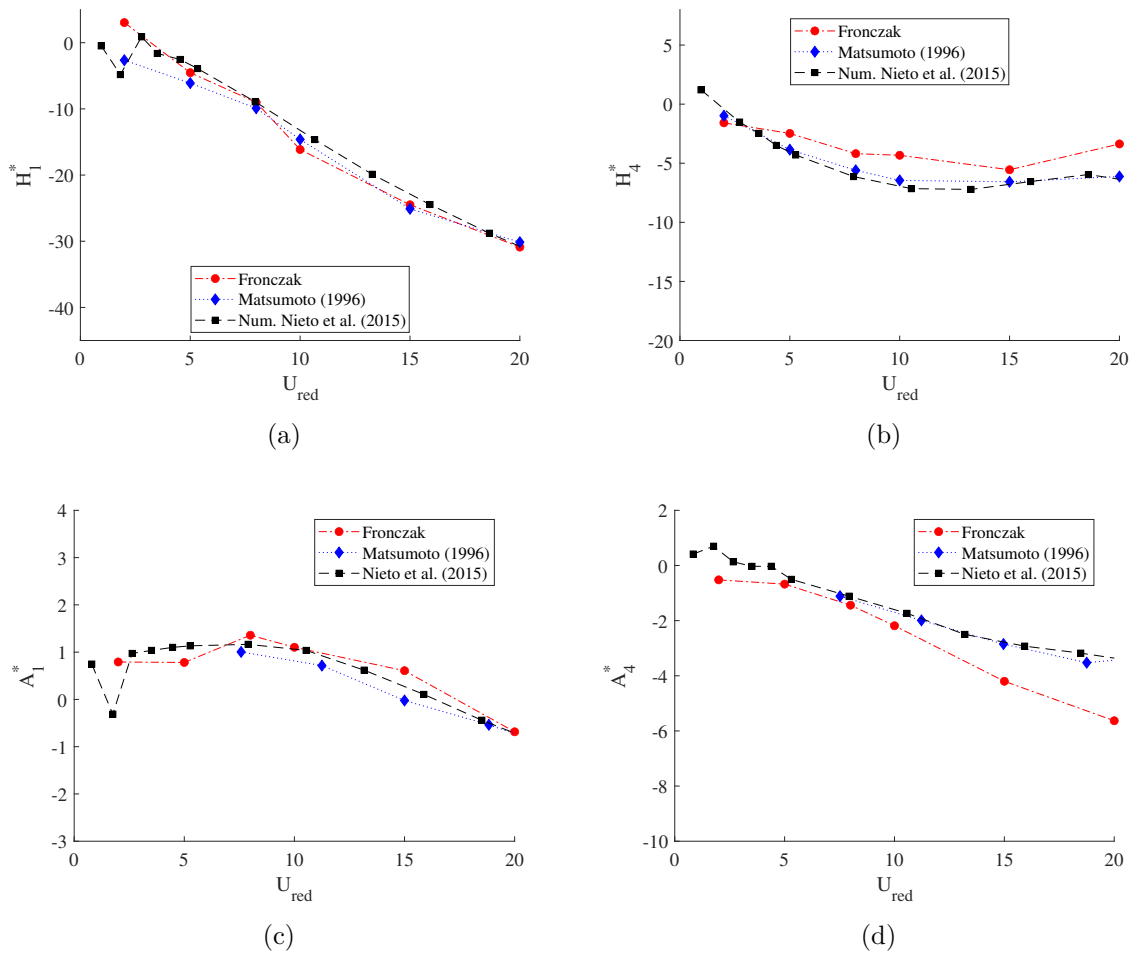 0
-10
-20
-30
-40
0 5 10 15 20
H*1
Ured
Fronczak
Matsumoto (1996)
Num. Nieto et al. (2015)
(a)
5
0
-5
-10
-15
-20
0 5 10 15 20
H*4
Ured
Fronczak
Matsumoto (1996)
Num. Nieto et al. (2015)
(b)
4
3
2
1
0
-1
-2
-3
0 5 10 15 20
A*1
Ured
Fronczak
Matsumoto (1996)
Nieto et al. (2015)
(c)
2
0
-2
-4
-6
-8
-10
0 5 10 15 20
A*4
Ured
Fronczak
Matsumoto (1996)
Nieto et al. (2015)
(d)